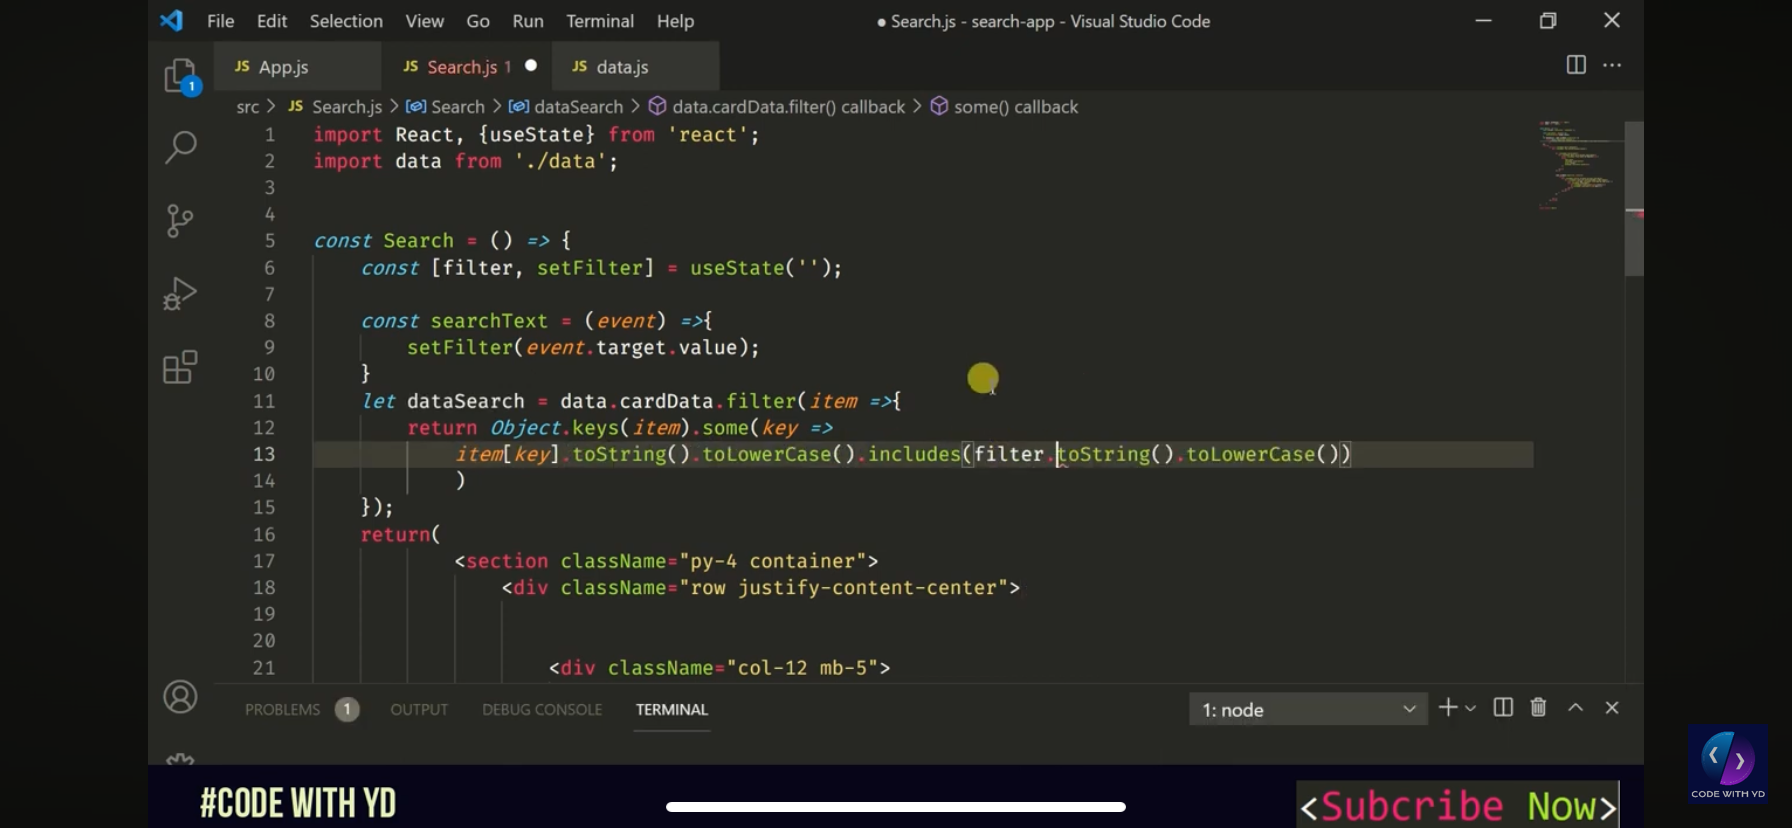 File Edit Selection View Go Run Terminal Help ● Search.js - search-app - Visual Studio Code
JS App.js JS Search.js 1 ● JS data.js
1
src > JS Search.js > Search > dataSearch > data.cardData.filter() callback > some() callback
1 import React, {useState} from 'react';
2 import data from './data';
3
4
5 const Search = () => {
6 const [filter, setFilter] = useState('');
7
8 const searchText = (event) =>{
9 setFilter(event.target.value);
10 }
11 let dataSearch = data.cardData.filter(item =>{
12 return Object.keys(item).some(key =>
13 item[key].toString().toLowerCase().includes(filter.toString().toLowerCase())
14 )
15 });
16 return(
17 <section className="py-4 container">
18 <div className="row justify-content-center">
19
20
21 <div className="col-12 mb-5">
PROBLEMS 1 OUTPUT DEBUG CONSOLE TERMINAL 1: node
#CODE WITH YD
<Subcribe Now>
CODE WITH YD